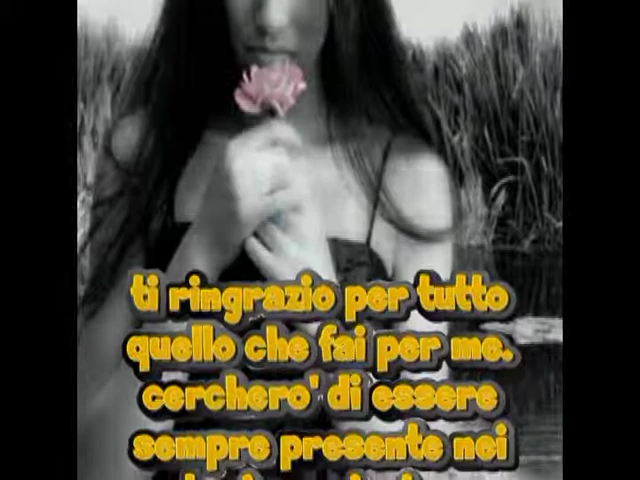 ti ringrazio per tutto
quello che fai per me.
cerchero' di essere
sempre presente nei